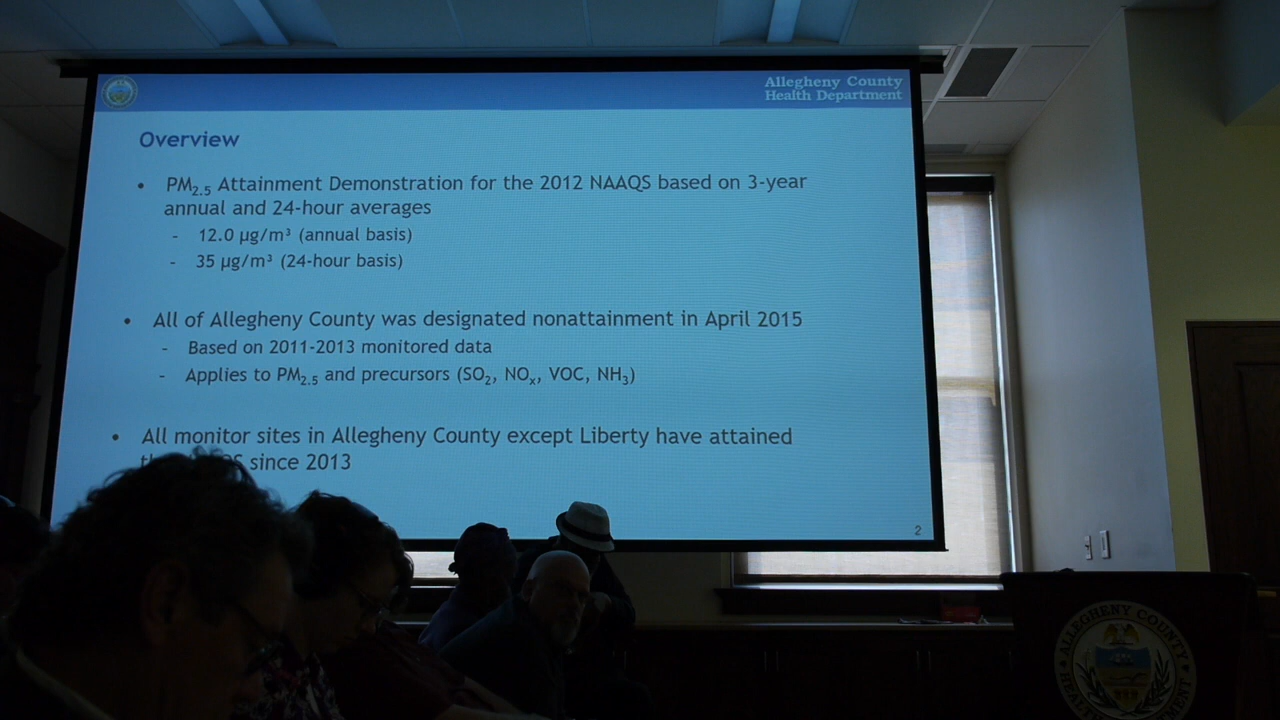 Allegheny County
Health Department
Overview
• PM2.5 Attainment Demonstration for the 2012 NAAQS based on 3-year
annual and 24-hour averages
- 12.0 µg/m³ (annual basis)
- 35 µg/m³ (24-hour basis)
• All of Allegheny County was designated nonattainment in April 2015
- Based on 2011-2013 monitored data
- Applies to PM2.5 and precursors (SO2, NOx, VOC, NH3)
• All monitor sites in Allegheny County except Liberty have attained
since 2013
2
ALLEGHENY COUNTY
HEALTH